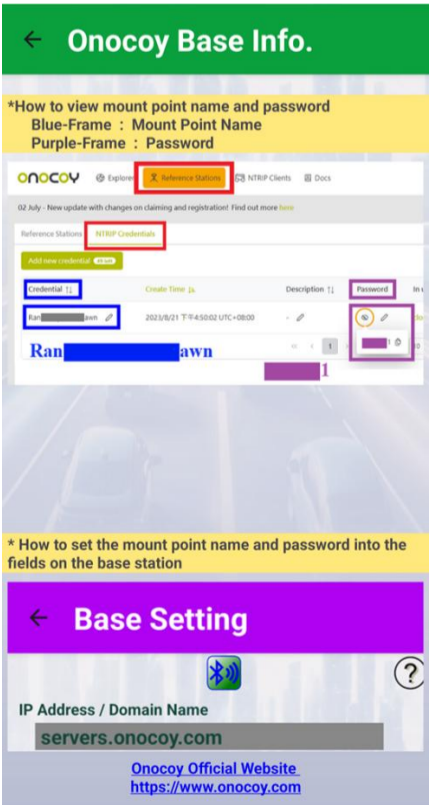 Onocoy Base Info.
*How to view mount point name and password
Blue-Frame : Mount Point Name
Purple-Frame : Password
onocoy Explore Reference Stations NTRIP Clients Docs
02 July - New update with changes on claiming and registration! Find out more here
Reference Stations NTRIP Credentials
Add new credential
Credential Create Time Description Password In u
Ran awn 2023/8/21 下午4:50:02 UTC+08:00 -
1
« ‹ 1
Ran awn
1
* How to set the mount point name and password into the
fields on the base station
Base Setting
?
IP Address / Domain Name
servers.onocoy.com
Onocoy Official Website
https://www.onocoy.com